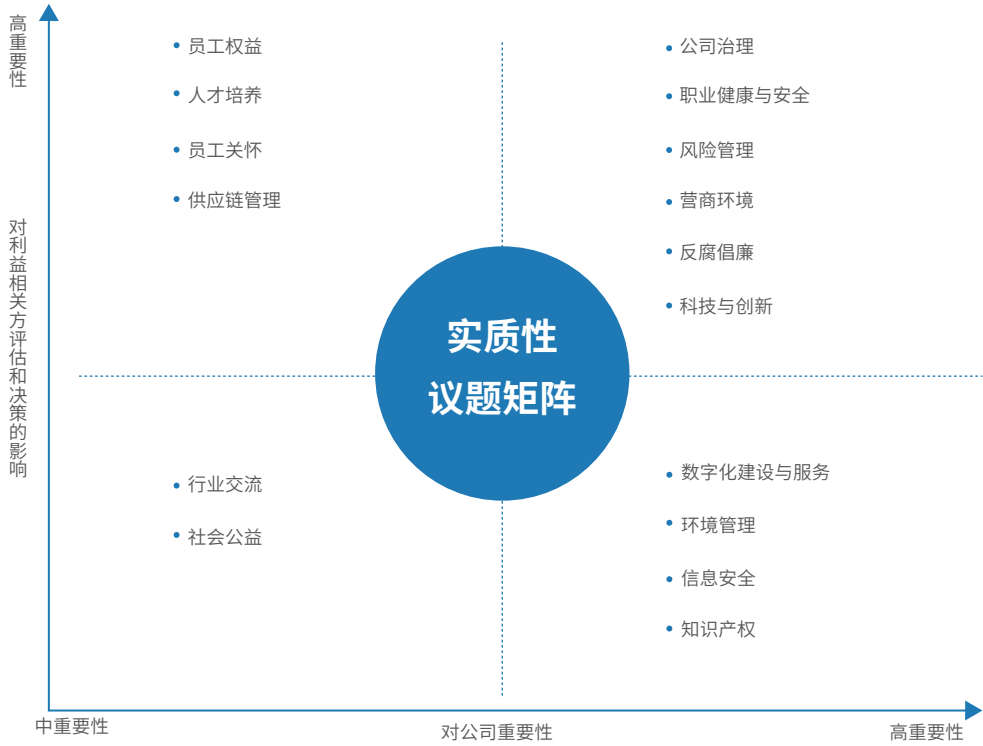 高重要性
对利益相关方评估和决策的影响
员工权益
人才培养
员工关怀
供应链管理
公司治理
职业健康与安全
风险管理
营商环境
反腐倡廉
科技与创新
实质性
议题矩阵
行业交流
社会公益
数字化建设与服务
环境管理
信息安全
知识产权
中重要性
对公司重要性
高重要性